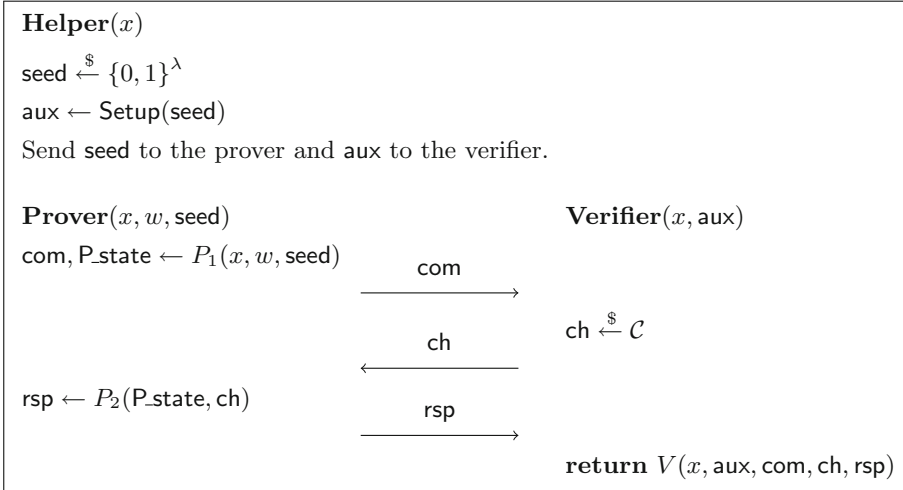 Helper(x)
seed $← {0, 1}^λ
aux ← Setup(seed)
Send seed to the prover and aux to the verifier.
Prover(x, w, seed) Verifier(x, aux)
com, P_state ← P₁(x, w, seed)
com
ch $← C
ch
rsp ← P₂(P_state, ch)
rsp
return V(x, aux, com, ch, rsp)